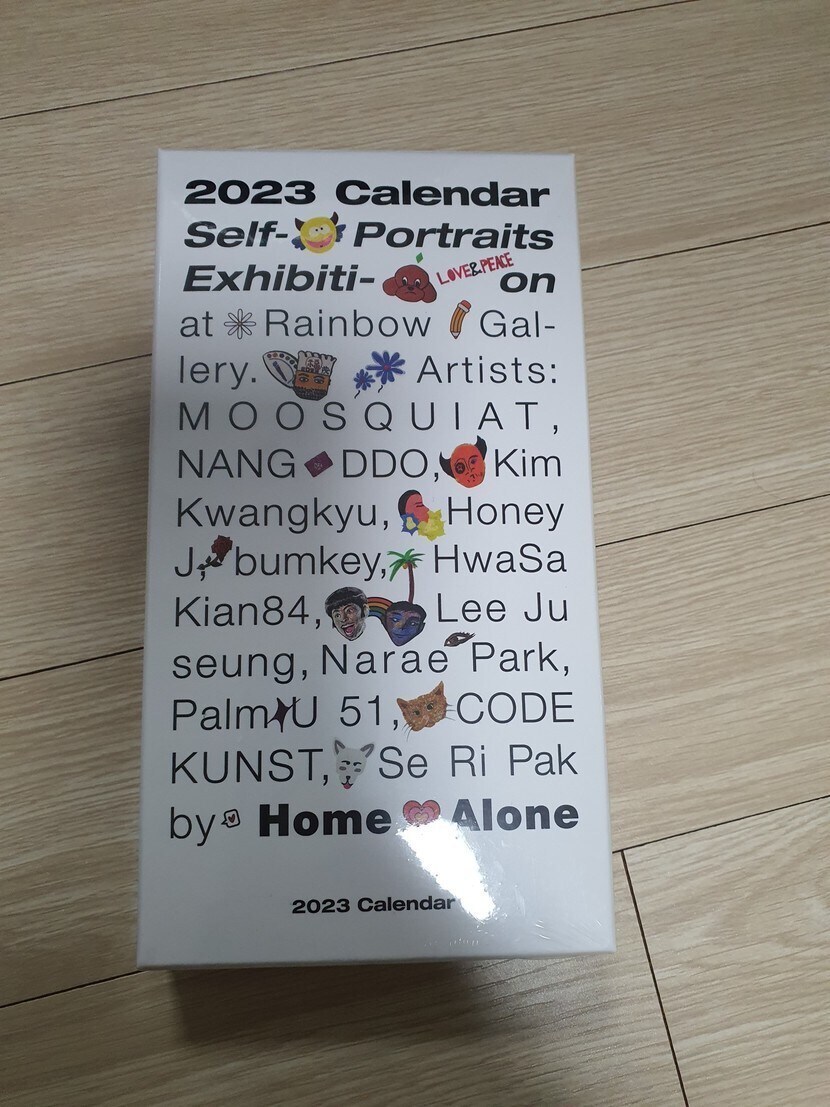 2023 Calendar
Self- Portraits
Exhibiti- LOVE&PEACE on
at Rainbow Gal-
lery. Artists:
MOOSQUIAT,
NANG DDO, Kim
Kwangkyu, Honey
J, bumkey, HwaSa
Kian84, Lee Ju
seung, Narae Park,
Palm U 51, CODE
KUNST, Se Ri Pak
by Home Alone
2023 Calendar